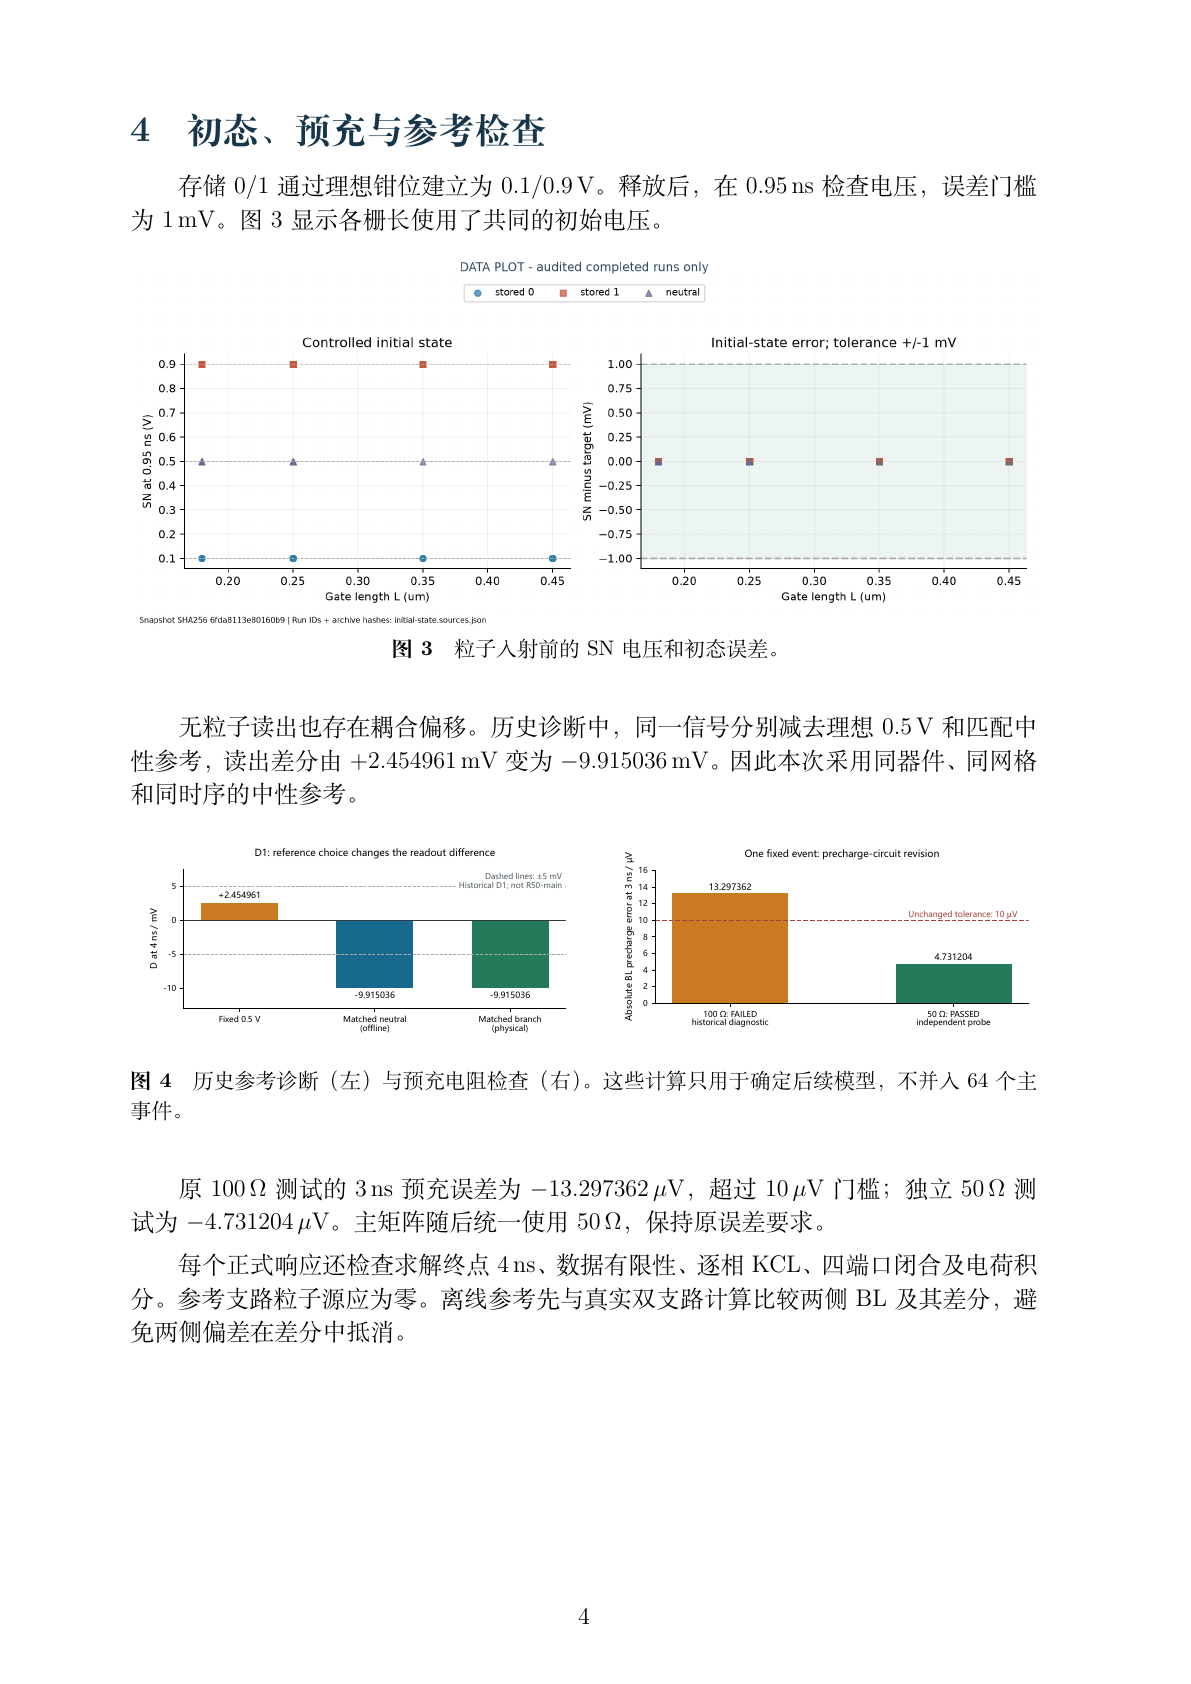 4 初态、预充与参考检查
存储 0/1 通过理想钳位建立为 0.1/0.9 V。释放后，在 0.95 ns 检查电压，误差门槛
为 1 mV。图 3 显示各栅长使用了共同的初始电压。
DATA PLOT - audited completed runs only
stored 0 stored 1 neutral
Controlled initial state
0.9
0.8
0.7
0.6
0.5
0.4
0.3
0.2
0.1
SN at 0.95 ns (V)
0.20 0.25 0.30 0.35 0.40 0.45
Gate length L (um)
Initial-state error; tolerance +/-1 mV
1.00
0.75
0.50
0.25
0.00
−0.25
−0.50
−0.75
−1.00
SN minus target (mV)
0.20 0.25 0.30 0.35 0.40 0.45
Gate length L (um)
Snapshot SHA256 6fda8113e80160b9 | Run IDs + archive hashes: initial-state.sources.json
图 3 粒子入射前的 SN 电压和初态误差。
无粒子读出也存在耦合偏移。历史诊断中，同一信号分别减去理想 0.5 V 和匹配中
性参考，读出差分由 +2.454961 mV 变为 −9.915036 mV。因此本次采用同器件、同网格
和同时序的中性参考。
D1: reference choice changes the readout difference
Dashed lines: ±5 mV
Historical D1; not R50-main
5
0
-5
-10
D at 4 ns / mV
+2.454961
-9.915036
-9.915036
Fixed 0.5 V
Matched neutral
(offline)
Matched branch
(physical)
One fixed event: precharge-circuit revision
16
14
12
10
8
6
4
2
0
Absolute BL precharge error at 3 ns / μV
13.297362
Unchanged tolerance: 10 μV
4.731204
100 Ω: FAILED
historical diagnostic
50 Ω: PASSED
independent probe
图 4 历史参考诊断（左）与预充电阻检查（右）。这些计算只用于确定后续模型，不并入 64 个主
事件。
原 100 Ω 测试的 3 ns 预充误差为 −13.297362 μV，超过 10 μV 门槛；独立 50 Ω 测
试为 −4.731204 μV。主矩阵随后统一使用 50 Ω，保持原误差要求。
每个正式响应还检查求解终点 4 ns、数据有限性、逐相 KCL、四端口闭合及电荷积
分。参考支路粒子源应为零。离线参考先与真实双支路计算比较两侧 BL 及其差分，避
免两侧偏差在差分中抵消。
4